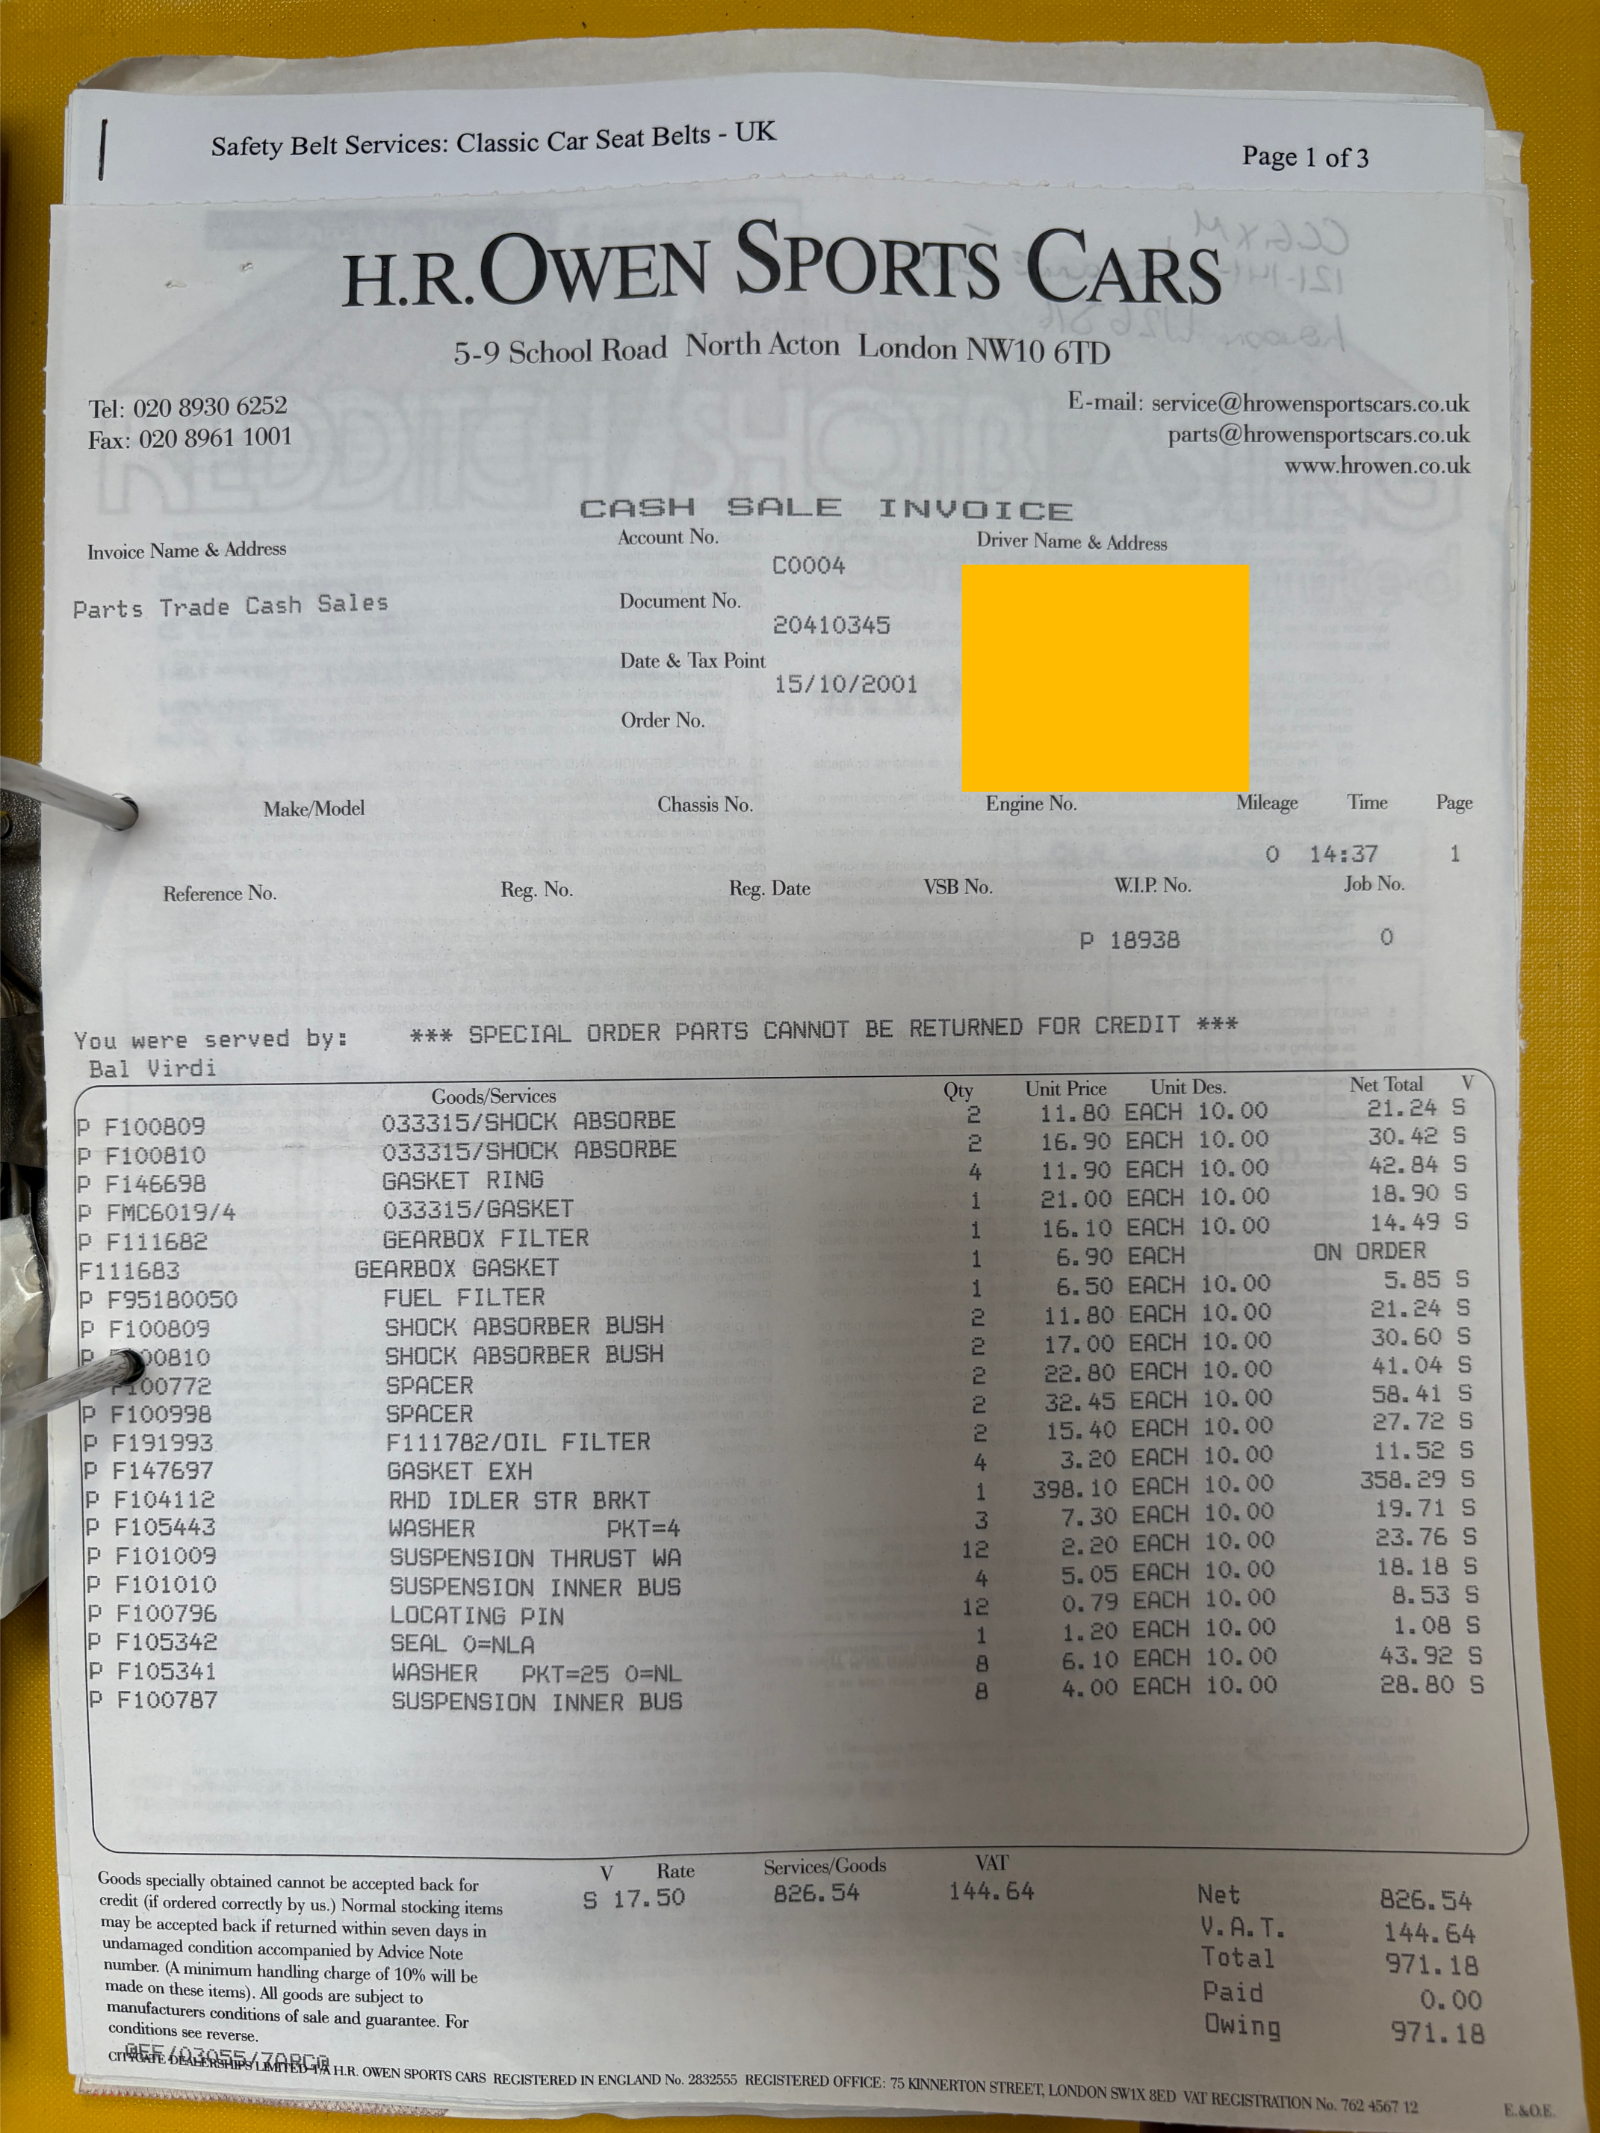 Safety Belt Services: Classic Car Seat Belts - UK Page 1 of 3
H.R. OWEN SPORTS CARS
5-9 School Road North Acton London NW10 6TD
Tel: 020 8930 6252 E-mail: service@hrowensportscars.co.uk
Fax: 020 8961 1001 parts@hrowensportscars.co.uk
www.hrowen.co.uk
CASH SALE INVOICE
Invoice Name & Address Account No. Driver Name & Address
C0004
Parts Trade Cash Sales Document No.
20410345
Date & Tax Point
15/10/2001
Order No.
Make/Model Chassis No. Engine No. Mileage Time Page
0 14:37 1
Reference No. Reg. No. Reg. Date VSB No. W.I.P. No. Job No.
P 18938 0
You were served by: *** SPECIAL ORDER PARTS CANNOT BE RETURNED FOR CREDIT ***
Bal Virdi
Goods/Services Qty Unit Price Unit Des. Net Total V
P F100809 033315/SHOCK ABSORBE 2 11.80 EACH 10.00 21.24 S
P F100810 033315/SHOCK ABSORBE 2 16.90 EACH 10.00 30.42 S
P F146698 GASKET RING 4 11.90 EACH 10.00 42.84 S
P FMC6019/4 033315/GASKET 1 21.00 EACH 10.00 18.90 S
P F111682 GEARBOX FILTER 1 16.10 EACH 10.00 14.49 S
F111683 GEARBOX GASKET 1 6.90 EACH ON ORDER
P F95180050 FUEL FILTER 1 6.50 EACH 10.00 5.85 S
P F100809 SHOCK ABSORBER BUSH 2 11.80 EACH 10.00 21.24 S
P 00810 SHOCK ABSORBER BUSH 2 17.00 EACH 10.00 30.60 S
F100772 SPACER 2 22.80 EACH 10.00 41.04 S
P F100998 SPACER 2 32.45 EACH 10.00 58.41 S
P F191993 F111782/OIL FILTER 2 15.40 EACH 10.00 27.72 S
P F147697 GASKET EXH 4 3.20 EACH 10.00 11.52 S
P F104112 RHD IDLER STR BRKT 1 398.10 EACH 10.00 358.29 S
P F105443 WASHER PKT=4 3 7.30 EACH 10.00 19.71 S
P F101009 SUSPENSION THRUST WA 12 2.20 EACH 10.00 23.76 S
P F101010 SUSPENSION INNER BUS 4 5.05 EACH 10.00 18.18 S
P F100796 LOCATING PIN 12 0.79 EACH 10.00 8.53 S
P F105342 SEAL O=NLA 1 1.20 EACH 10.00 1.08 S
P F105341 WASHER PKT=25 O=NL 8 6.10 EACH 10.00 43.92 S
P F100787 SUSPENSION INNER BUS 8 4.00 EACH 10.00 28.80 S
V Rate Services/Goods VAT
S 17.50 826.54 144.64
Net 826.54
V.A.T. 144.64
Total 971.18
Paid 0.00
Owing 971.18
Goods specially obtained cannot be accepted back for
credit (if ordered correctly by us.) Normal stocking items
may be accepted back if returned within seven days in
undamaged condition accompanied by Advice Note
number. (A minimum handling charge of 10% will be
made on these items). All goods are subject to
manufacturers conditions of sale and guarantee. For
conditions see reverse.
CITYGATE DEALERSHIPS LIMITED T/A H.R. OWEN SPORTS CARS REGISTERED IN ENGLAND No. 2832555 REGISTERED OFFICE: 75 KINNERTON STREET, LONDON SW1X 8ED VAT REGISTRATION No. 762 4567 12
E.&O.E.